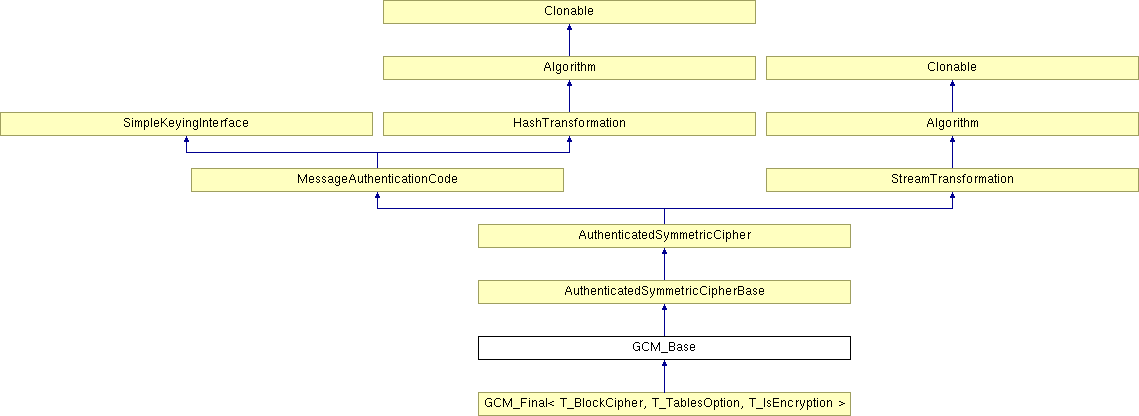 Clonable
Algorithm
Clonable
SimpleKeyingInterface
HashTransformation
Algorithm
MessageAuthenticationCode
StreamTransformation
AuthenticatedSymmetricCipher
AuthenticatedSymmetricCipherBase
GCM_Base
GCM_Final< T_BlockCipher, T_TablesOption, T_IsEncryption >